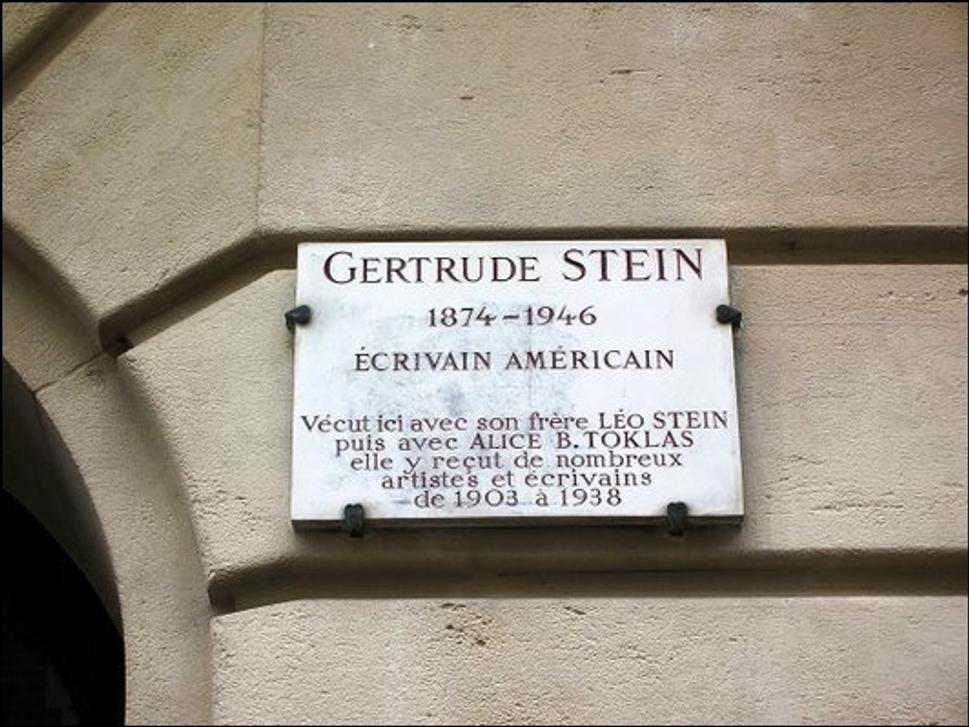 GERTRUDE STEIN
1874-1946
ÉCRIVAIN AMÉRICAIN
Vécut ici avec son frère LÉO STEIN
puis avec ALICE B. TOKLAS
elle y reçut de nombreux
artistes et écrivains
de 1903 à 1938